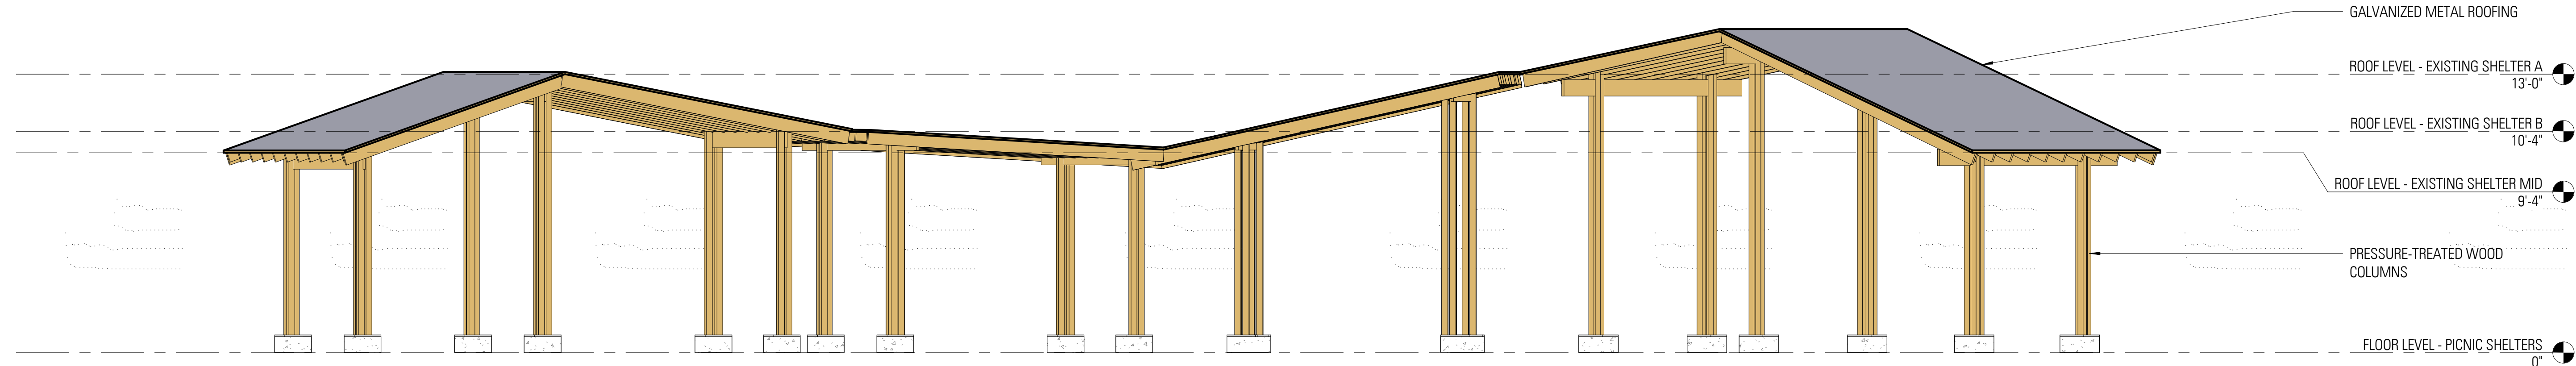 GALVANIZED METAL ROOFING
ROOF LEVEL - EXISTING SHELTER A
13'-0"
ROOF LEVEL - EXISTING SHELTER B
10'-4"
ROOF LEVEL - EXISTING SHELTER MID
9'-4"
PRESSURE-TREATED WOOD
COLUMNS
FLOOR LEVEL - PICNIC SHELTERS
0"